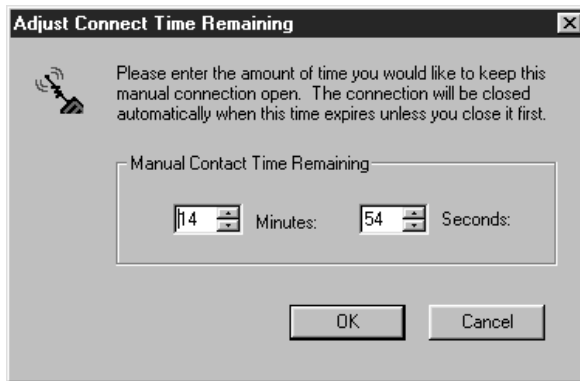 Adjust Connect Time Remaining
Please enter the amount of time you would like to keep this
manual connection open. The connection will be closed
automatically when this time expires unless you close it first.
Manual Contact Time Remaining
14 Minutes: 54 Seconds:
OK Cancel